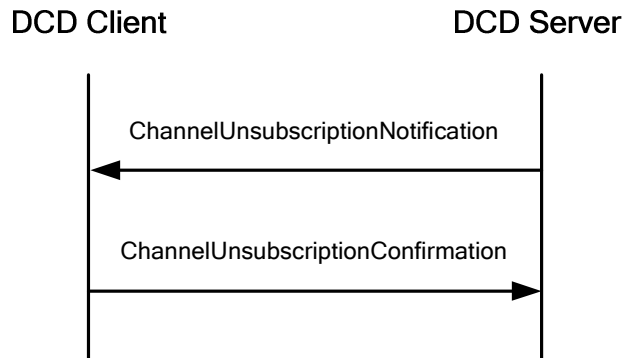 DCD Client
DCD Server
ChannelUnsubscriptionNotification
ChannelUnsubscriptionConfirmation